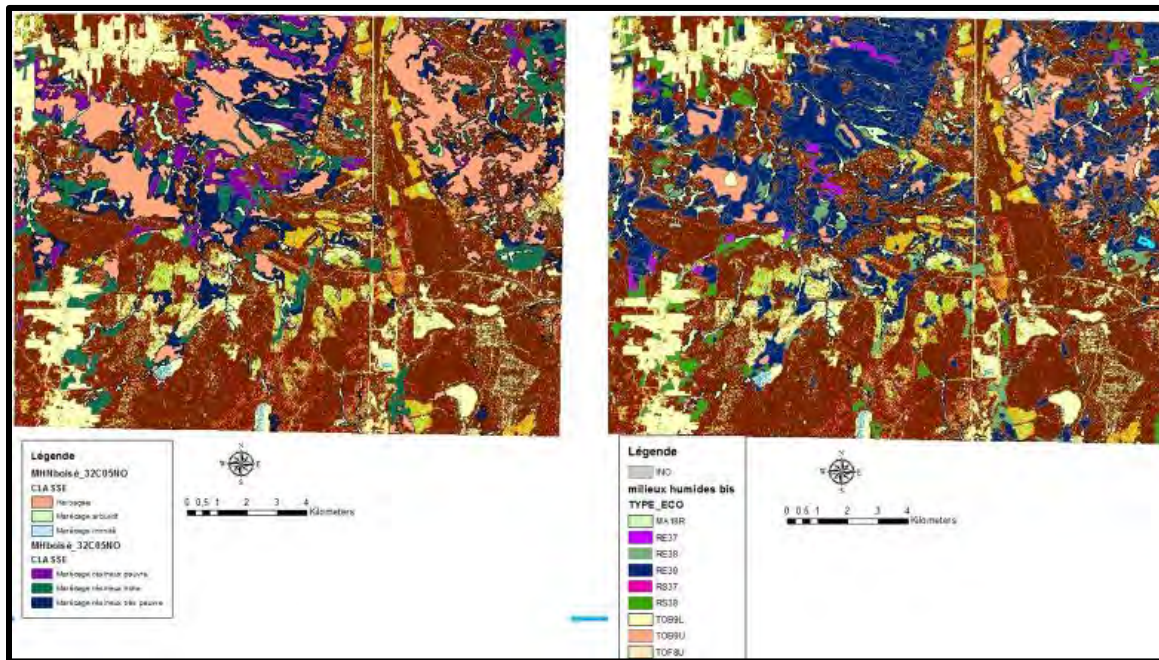 Légende
MHNboisé_32C05NO
CLASSE
Herbaçaie
Marécage arbustif
Marécage inondé
MHboisé_32C05NO
CLASSE
Marécage résineux pauvre
Marécage résineux riche
Marécage résineux très pauvre
N
E
S
0 0,5 1 2 3 4
Kilometers
Légende
INO
milieux humides bis
TYPE_ECO
MA18R
RE37
RE38
RE39
RS37
RS38
TOB9L
TOB9U
TOF8U
N
E
S
0 0,5 1 2 3 4
Kilometers